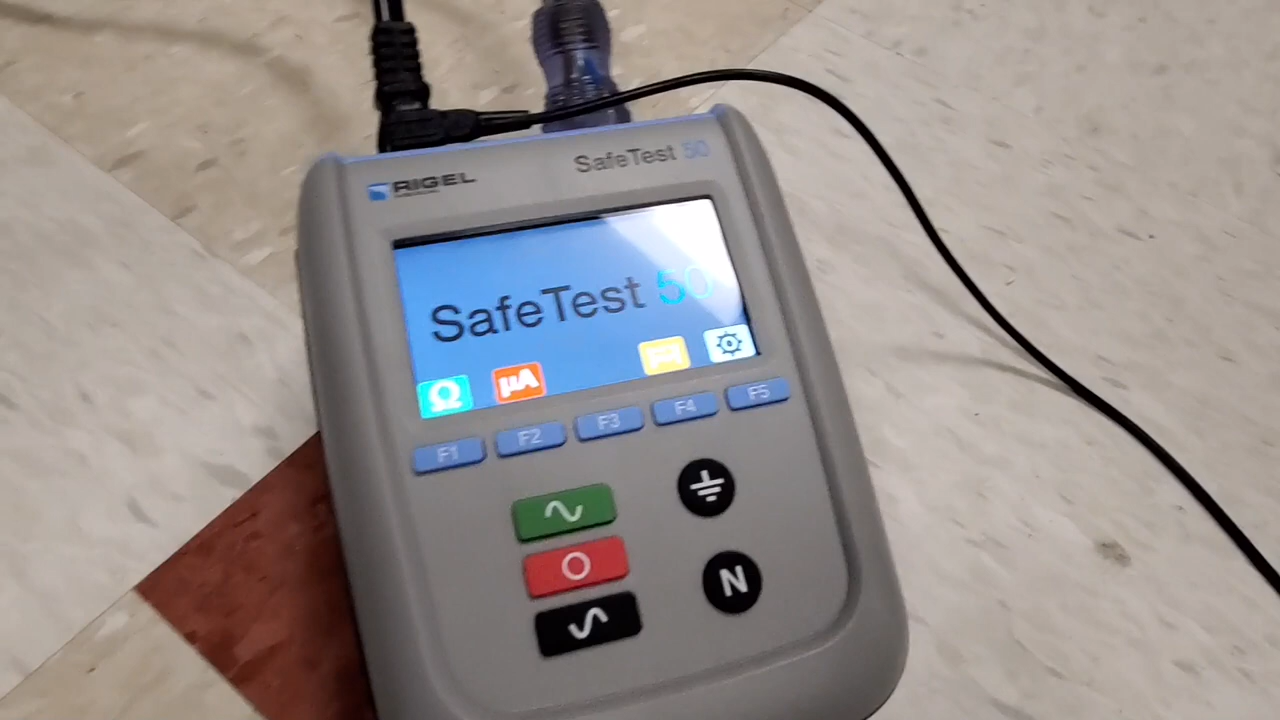 RIGEL
SafeTest 50
SafeTest 50
Ω
µA
F1
F2
F3
F4
F5
N